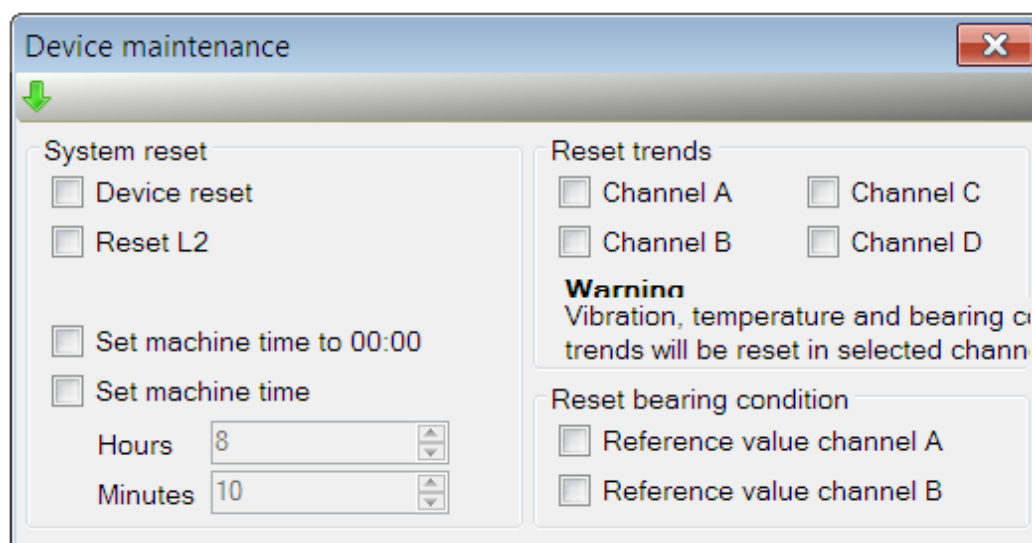 Device maintenance
System reset
Device reset
Reset L2
Set machine time to 00:00
Set machine time
Hours 8
Minutes 10
Reset trends
Channel A Channel C
Channel B Channel D
Warning
Vibration, temperature and bearing
trends will be reset in selected
Reset bearing condition
Reference value channel A
Reference value channel B